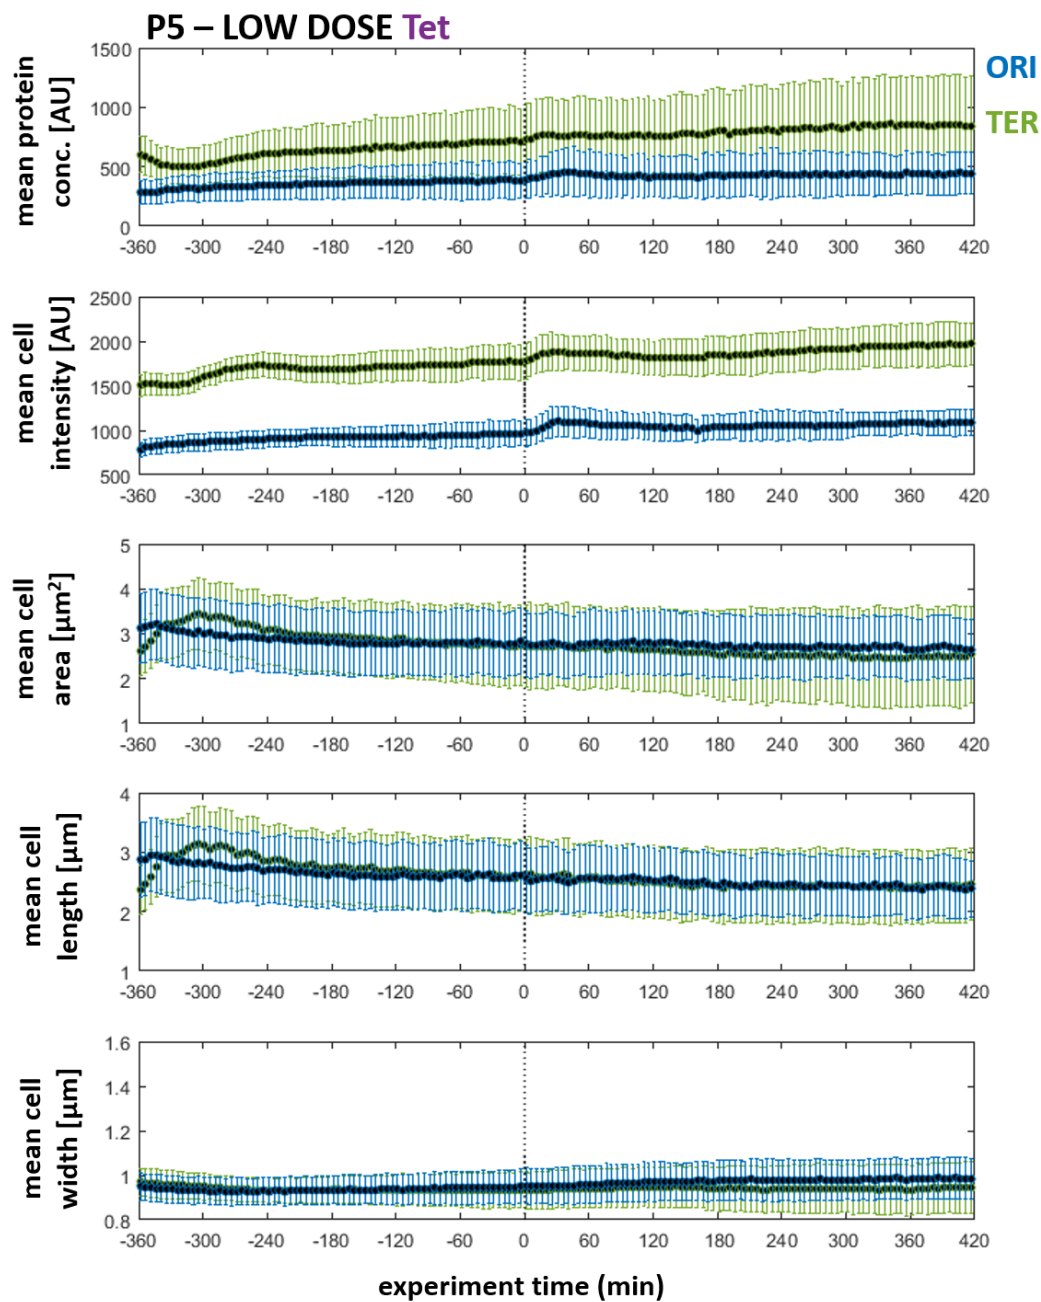 P5 – LOW DOSE Tet
ORI
TER
mean protein
conc. [AU]
1500
1000
500
0
-360 -300 -240 -180 -120 -60 0 60 120 180 240 300 360 420
mean cell
intensity [AU]
2500
2000
1500
1000
500
-360 -300 -240 -180 -120 -60 0 60 120 180 240 300 360 420
mean cell
area [µm²]
5
4
3
2
1
-360 -300 -240 -180 -120 -60 0 60 120 180 240 300 360 420
mean cell
length [µm]
4
3
2
1
-360 -300 -240 -180 -120 -60 0 60 120 180 240 300 360 420
mean cell
width [µm]
1.6
1.4
1.2
1
0.8
-360 -300 -240 -180 -120 -60 0 60 120 180 240 300 360 420
experiment time (min)